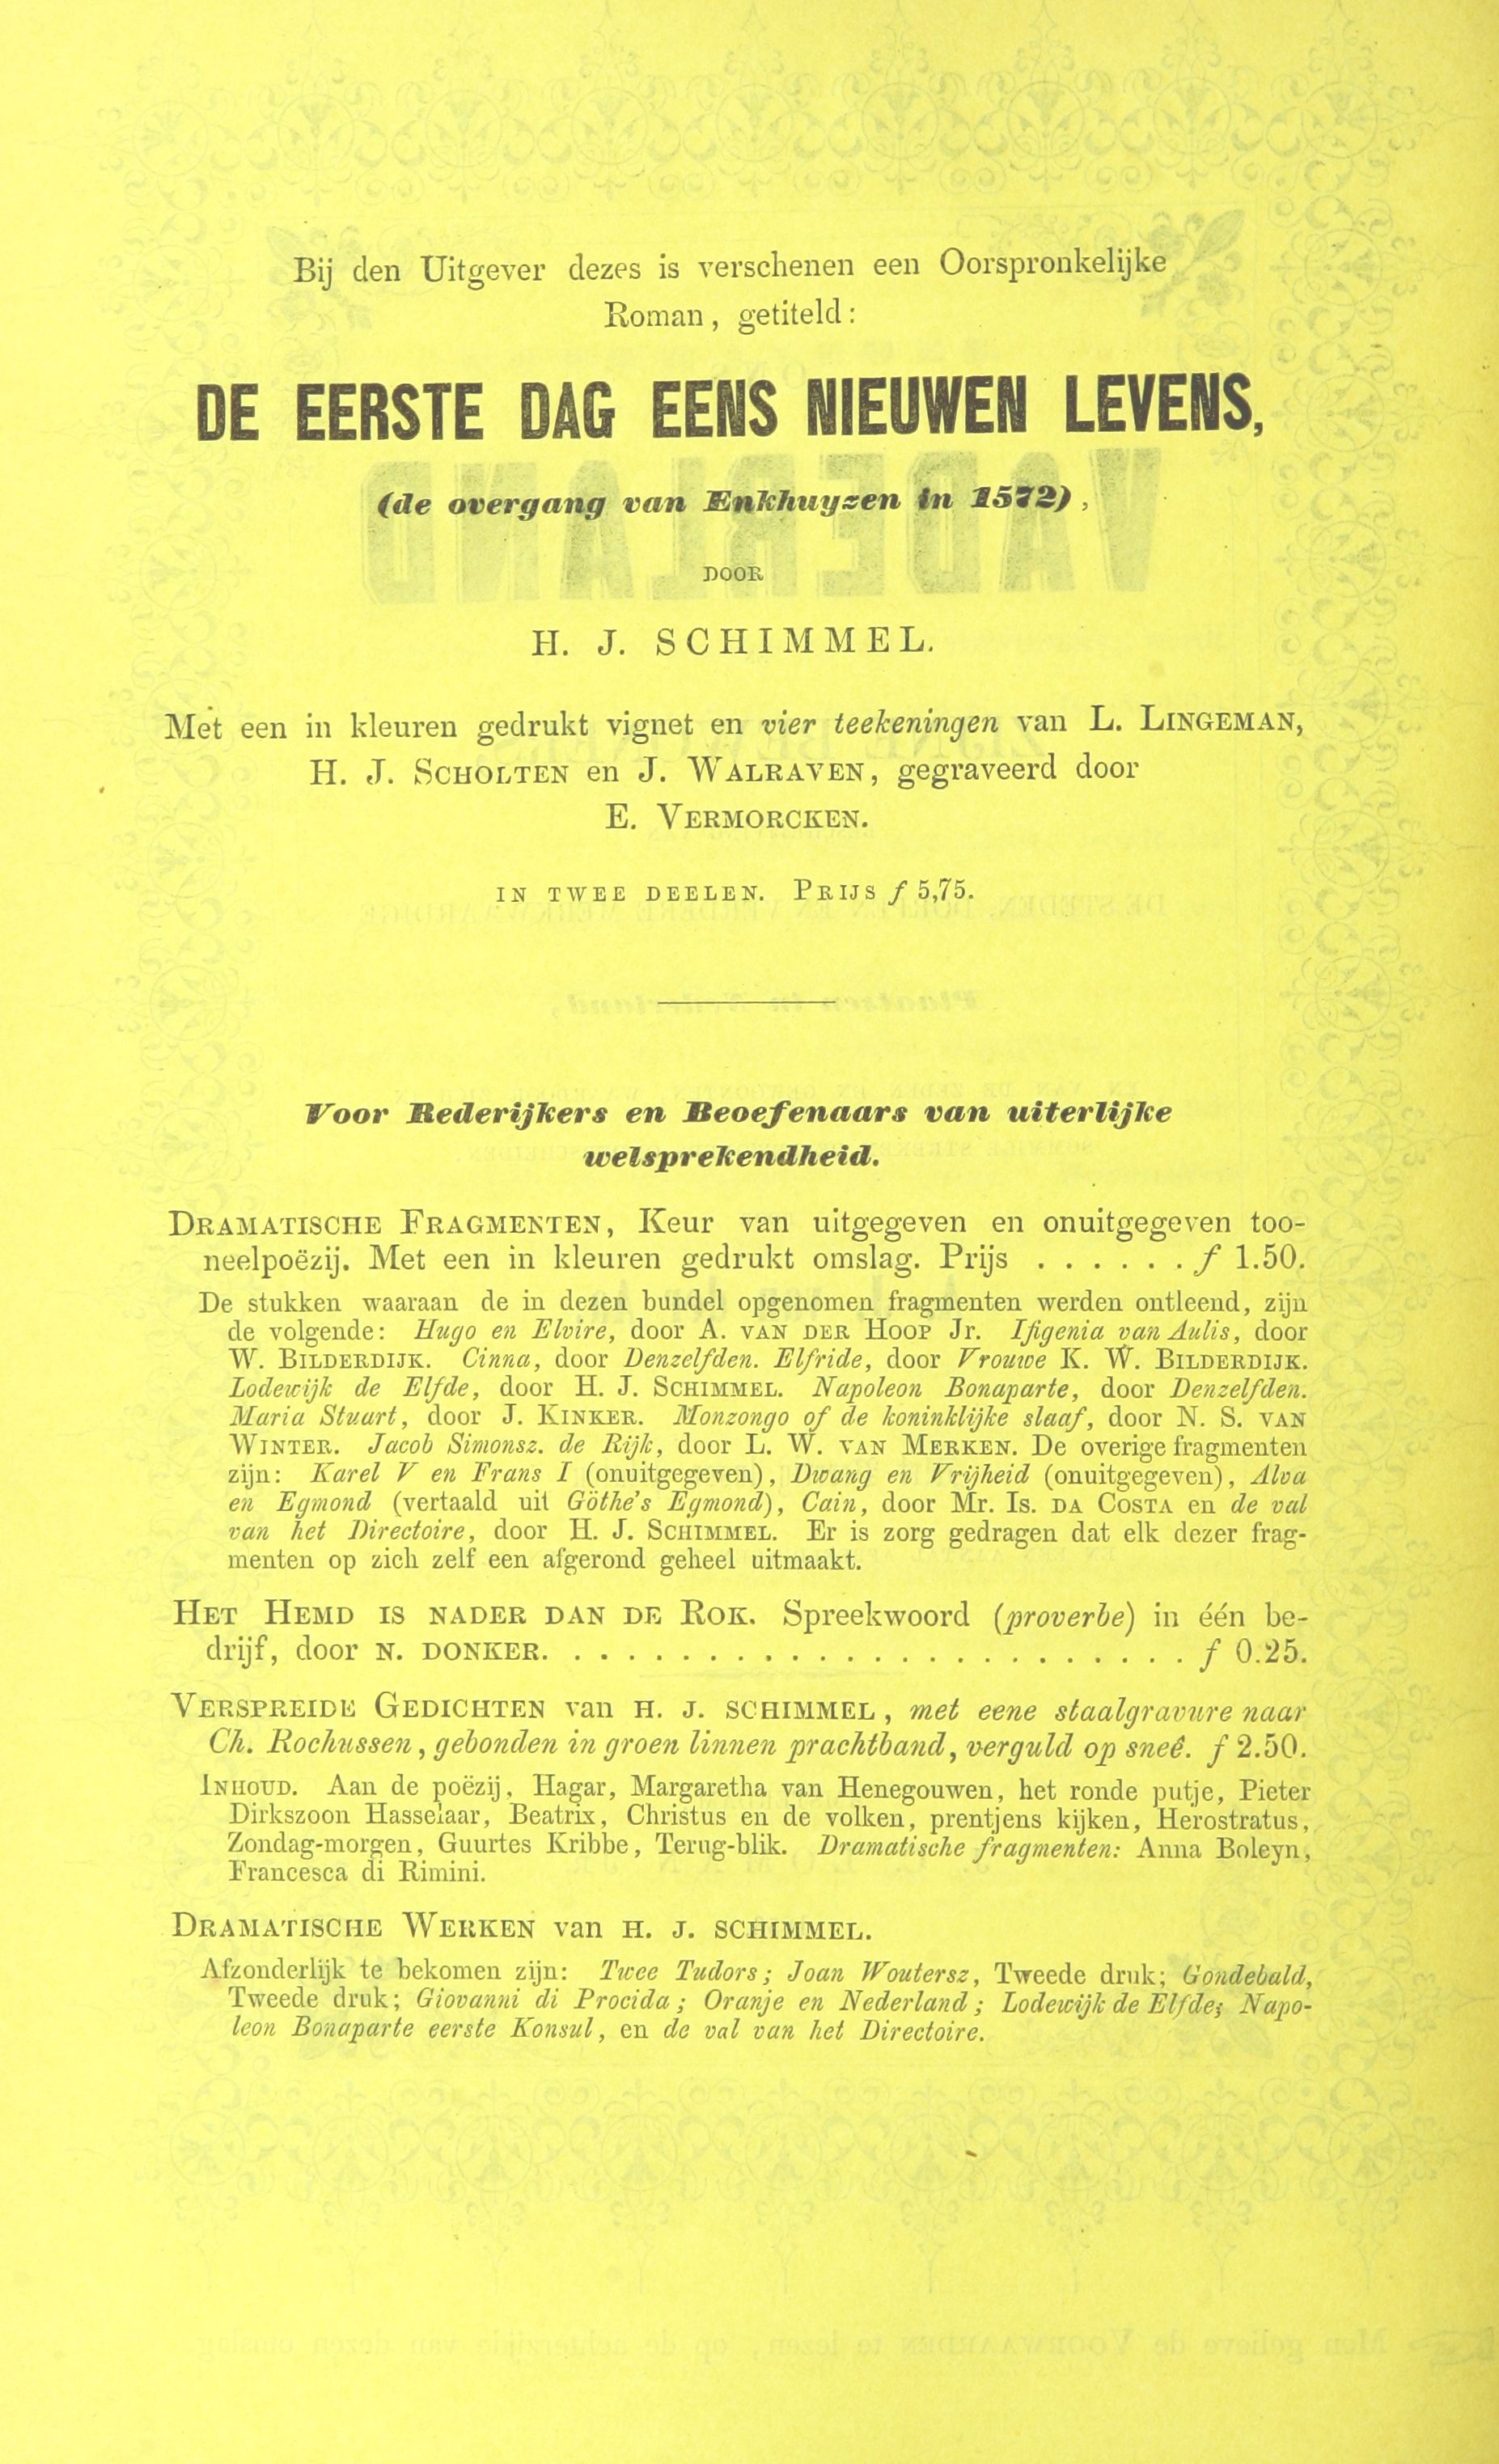 Bij den Uitgever dezes is verschenen een Oorspronkelijke
Roman, getiteld:
DE EERSTE DAG EENS NIEUWEN LEVENS,
(de overgang van Enkhuyzen in 1572),
DOOR
H. J. SCHIMMEL.
Met een in kleuren gedrukt vignet en vier teekeningen van L. LINGEMAN,
H. J. SCHOLTEN en J. WALRAVEN, gegraveerd door
E. VERMORCKEN.
IN TWEE DEELEN. PRIJS f 5,75.
Voor Rederijkers en Beoefenaars van uiterlijke
welsprekendheid.
DRAMATISCHE FRAGMENTEN, Keur van uitgegeven en onuitgegeven too-
neelpoëzij. Met een in kleuren gedrukt omslag. Prijs . . . . . . f 1.50.
De stukken waaraan de in dezen bundel opgenomen fragmenten werden ontleend, zijn
de volgende: Hugo en Elvire, door A. VAN DER HOOP Jr. Ifigenia van Aulis, door
W. BILDERDIJK. Cinna, door Denzelfden. Elfride, door Vrouwe K. W. BILDERDIJK.
Lodewijk de Elfde, door H. J. SCHIMMEL. Napoleon Bonaparte, door Denzelfden.
Maria Stuart, door J. KINKER. Monzongo of de koninklijke slaaf, door N. S. VAN
WINTER. Jacob Simonsz. de Rijk, door L. W. VAN MERKEN. De overige fragmenten
zijn: Karel V en Frans I (onuitgegeven), Dwang en Vrijheid (onuitgegeven), Alva
en Egmond (vertaald uit Göthe's Egmond), Cain, door Mr. Is. DA COSTA en de val
van het Directoire, door H. J. SCHIMMEL. Er is zorg gedragen dat elk dezer frag-
menten op zich zelf een afgerond geheel uitmaakt.
HET HEMD IS NADER DAN DE ROK. Spreekwoord (proverbe) in één be-
drijf, door N. DONKER. . . . . . . . . . . . . . . . . . . . . . . . f 0.25.
VERSPREIDE GEDICHTEN van H. J. SCHIMMEL, met eene staalgravure naar
Ch. Rochussen, gebonden in groen linnen prachtband, verguld op sneê. f 2.50.
INHOUD. Aan de poëzij, Hagar, Margaretha van Henegouwen, het ronde putje, Pieter
Dirkszoon Hasselaar, Beatrix, Christus en de volken, prentjens kijken, Herostratus,
Zondag-morgen, Guurtes Kribbe, Terug-blik. Dramatische fragmenten: Anna Boleyn,
Francesca di Rimini.
DRAMATISCHE WERKEN van H. J. SCHIMMEL.
Afzonderlijk te bekomen zijn: Twee Tudors; Joan Woutersz, Tweede druk; Gondebald,
Tweede druk; Giovanni di Procida; Oranje en Nederland; Lodewijk de Elfde; Napo-
leon Bonaparte eerste Konsul, en de val van het Directoire.